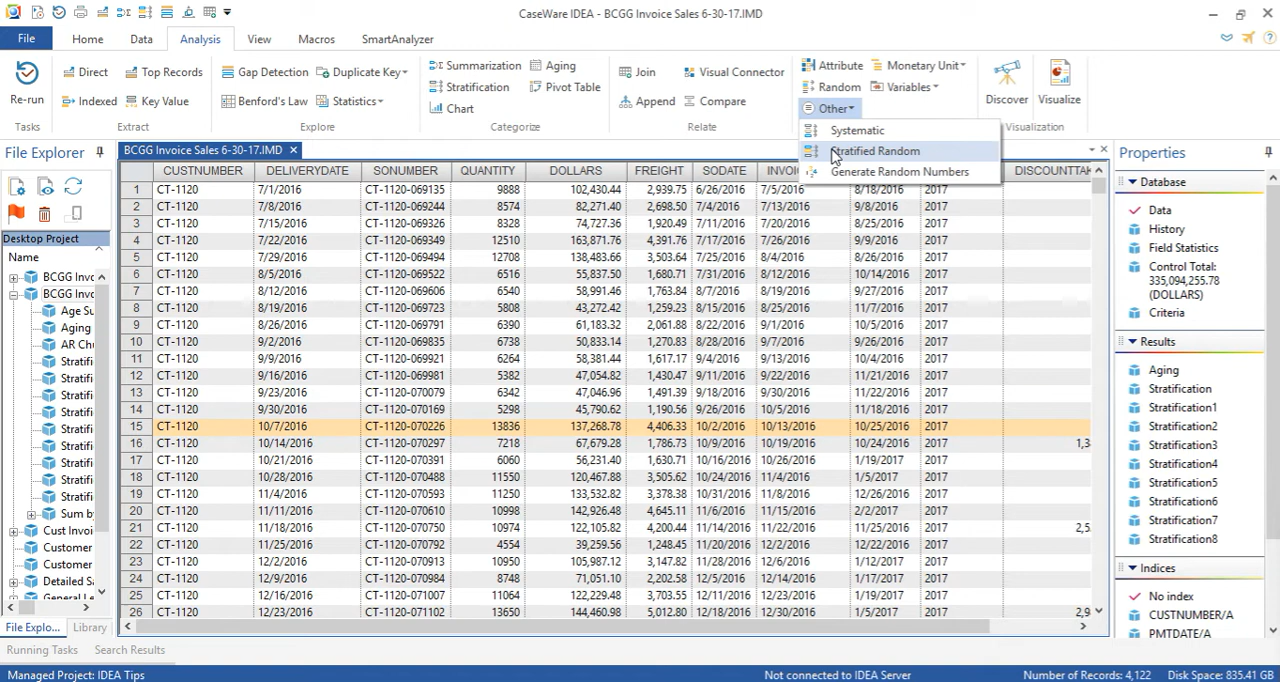 CaseWare IDEA - BCGG Invoice Sales 6-30-17.IMD
File Home Data Analysis View Macros SmartAnalyzer
Re-run
Tasks
Direct Top Records
Indexed Key Value
Extract
Gap Detection Duplicate Key
Benford's Law Statistics
Explore
Summarization Aging
Stratification Pivot Table
Chart
Categorize
Join Visual Connector
Append Compare
Relate
Attribute Monetary Unit
Random Variables
Other
Systematic
Stratified Random
Generate Random Numbers
Discover Visualize
File Explorer
Desktop Project
Name
BCGG Invo
BCGG Invo
Age Su
Aging
AR Ch
Stratifi
Stratifi
Stratifi
Stratifi
Stratifi
Stratifi
Stratifi
Stratifi
Stratifi
Sum b
Cust Invoi
Customer
Customer
Detailed Sa
File Explo... Library
BCGG Invoice Sales 6-30-17.IMD
CUSTNUMBER DELIVERYDATE SONUMBER QUANTITY DOLLARS FREIGHT SODATE DISCOUNTTAK
1 CT-1120 7/1/2016 CT-1120-069135 9888 102,430.44 2,939.75 6/26/2016 7/5/2016 8/18/2016 2017
2 CT-1120 7/8/2016 CT-1120-069244 8574 82,271.40 2,698.50 7/4/2016 7/13/2016 9/8/2016 2017
3 CT-1120 7/15/2016 CT-1120-069326 8328 74,727.36 1,920.49 7/11/2016 7/20/2016 8/25/2016 2017
4 CT-1120 7/22/2016 CT-1120-069349 12510 163,871.76 4,391.76 7/17/2016 7/26/2016 9/9/2016 2017
5 CT-1120 7/29/2016 CT-1120-069494 12708 138,483.66 3,503.64 7/25/2016 8/4/2016 8/26/2016 2017
6 CT-1120 8/5/2016 CT-1120-069522 6516 55,837.50 1,680.71 7/31/2016 8/12/2016 10/14/2016 2017
7 CT-1120 8/12/2016 CT-1120-069606 6540 58,991.46 1,763.84 8/7/2016 8/19/2016 9/27/2016 2017
8 CT-1120 8/19/2016 CT-1120-069723 5808 43,272.42 1,259.23 8/15/2016 8/25/2016 11/7/2016 2017
9 CT-1120 8/26/2016 CT-1120-069791 6390 61,183.32 2,061.88 8/22/2016 9/1/2016 10/5/2016 2017
10 CT-1120 9/2/2016 CT-1120-069835 6738 50,833.14 1,270.83 8/28/2016 9/7/2016 9/26/2016 2017
11 CT-1120 9/9/2016 CT-1120-069921 6264 58,381.44 1,617.17 9/4/2016 9/13/2016 10/4/2016 2017
12 CT-1120 9/16/2016 CT-1120-069981 5382 47,054.82 1,430.47 9/11/2016 9/22/2016 11/21/2016 2017
13 CT-1120 9/23/2016 CT-1120-070079 6342 47,046.96 1,491.39 9/18/2016 9/30/2016 11/22/2016 2017
14 CT-1120 9/30/2016 CT-1120-070169 5298 45,790.62 1,190.56 9/26/2016 10/5/2016 11/18/2016 2017
15 CT-1120 10/7/2016 CT-1120-070226 13836 137,268.78 4,406.33 10/2/2016 10/13/2016 10/25/2016 2017
16 CT-1120 10/14/2016 CT-1120-070297 7218 67,679.28 1,786.73 10/9/2016 10/19/2016 10/24/2016 2017
17 CT-1120 10/21/2016 CT-1120-070439 6060 56,231.40 1,630.71 10/16/2016 10/26/2016 1/19/2017 2017
18 CT-1120 10/28/2016 CT-1120-070488 11550 120,467.88 3,505.62 10/24/2016 11/4/2016 1/5/2017 2017
19 CT-1120 11/4/2016 CT-1120-070593 11250 133,532.82 3,378.38 10/31/2016 11/8/2016 12/26/2016 2017
20 CT-1120 11/11/2016 CT-1120-070651 10998 142,926.48 4,645.11 11/6/2016 11/15/2016 2/2/2017 2017
21 CT-1120 11/18/2016 CT-1120-070750 10974 122,105.82 4,200.44 11/14/2016 11/22/2016 11/25/2016 2017
22 CT-1120 11/25/2016 CT-1120-070792 4554 39,259.56 1,248.45 11/20/2016 12/2/2016 12/22/2016 2017
23 CT-1120 12/2/2016 CT-1120-070913 10950 105,987.12 3,147.82 11/28/2016 12/6/2016 1/12/2017 2017
24 CT-1120 12/9/2016 CT-1120-070984 8748 71,051.10 2,202.58 12/5/2016 12/14/2016 1/17/2017 2017
25 CT-1120 12/16/2016 CT-1120-071007 11064 122,229.48 3,703.55 12/11/2016 12/20/2016 1/19/2017 2017
26 CT-1120 12/23/2016 CT-1120-071102 13650 144,460.98 5,012.80 12/18/2016 12/30/2016 1/5/2017 2017
Properties
Database
Data
History
Field Statistics
Control Total:
335,094,255.78
(DOLLARS)
Criteria
Results
Aging
Stratification
Stratification1
Stratification2
Stratification3
Stratification4
Stratification5
Stratification6
Stratification7
Stratification8
Indices
No index
CUSTNUMBER/A
PMTDATE/A
Running Tasks Search Results
Managed Project: IDEA Tips Not connected to IDEA Server Number of Records: 4,122 Disk Space: 835.41 GB